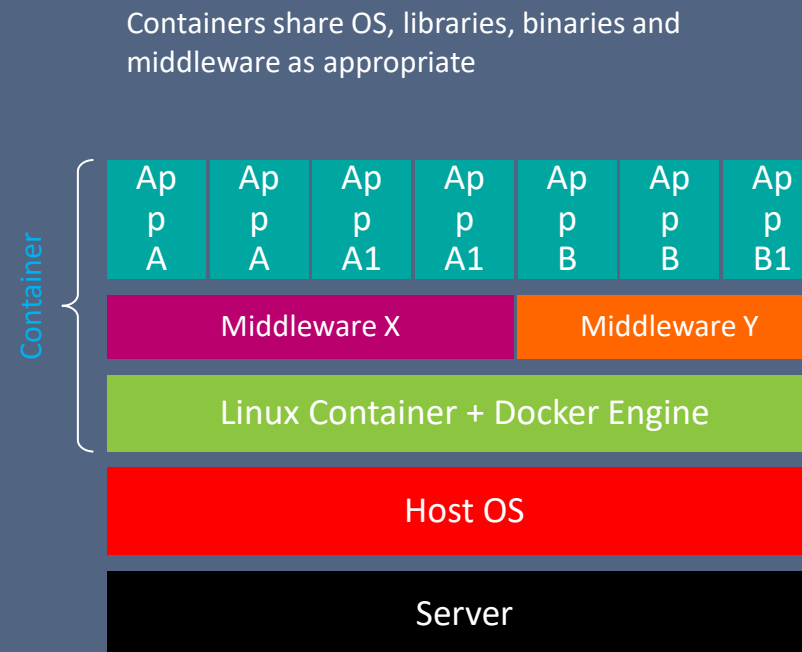 Containers share OS, libraries, binaries and
middleware as appropriate
Container
Ap
p
A
Ap
p
A
Ap
p
A1
Ap
p
A1
Ap
p
B
Ap
p
B
Ap
p
B1
Middleware X
Middleware Y
Linux Container + Docker Engine
Host OS
Server